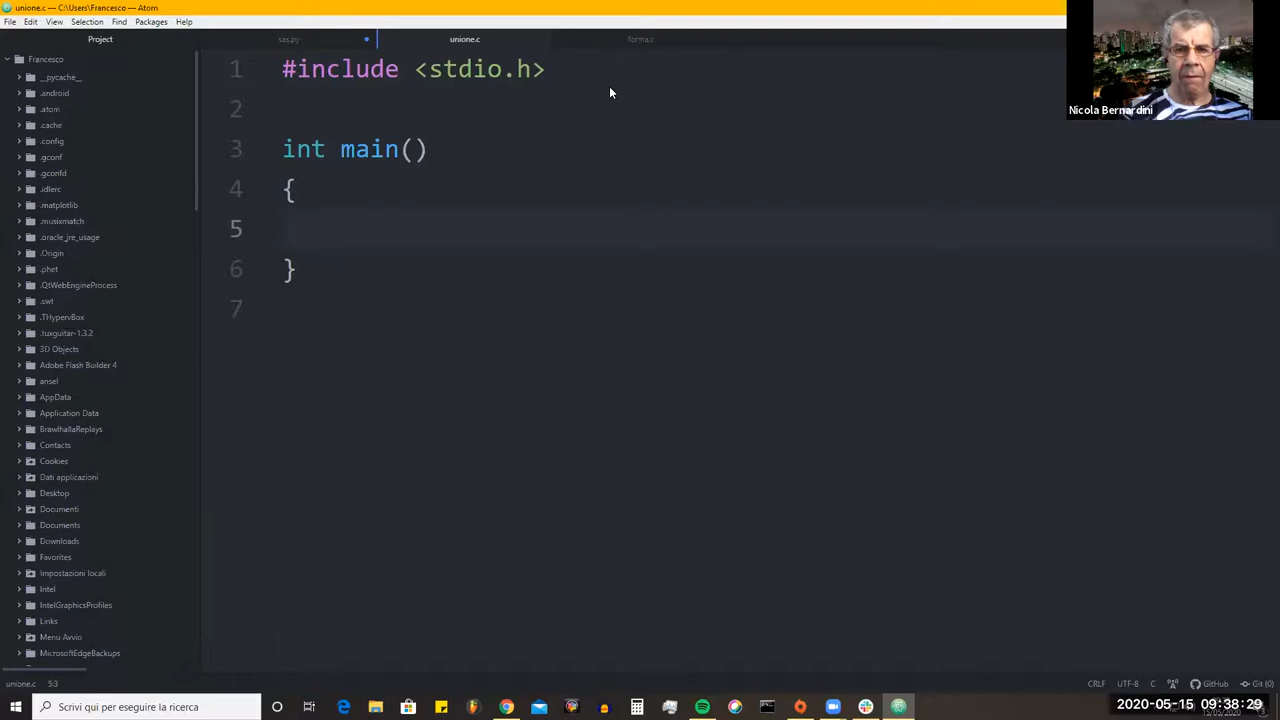 unione.c — C:\Users\Francesco — Atom
File Edit View Selection Find Packages Help
Project
sas.py
unione.c
forma.c
Francesco
__pycache__
.android
.atom
.cache
.config
.gconf
.gconfd
.idlerc
.matplotlib
.musixmatch
.oracle_jre_usage
.Origin
.phet
.QtWebEngineProcess
.swt
.THypervBox
.tuxguitar-1.3.2
3D Objects
Adobe Flash Builder 4
ansel
AppData
Application Data
BrawlhallaReplays
Contacts
Cookies
Dati applicazioni
Desktop
Documenti
Documents
Downloads
Favorites
Impostazioni locali
Intel
IntelGraphicsProfiles
Links
Menu Avvio
MicrosoftEdgeBackups
1 #include <stdio.h>
2
3 int main()
4 {
5
6 }
7
Nicola Bernardini
unione.c 5:3
CRLF UTF-8 C GitHub Git (0)
Scrivi qui per eseguire la ricerca
2020-05-15 09:38:29